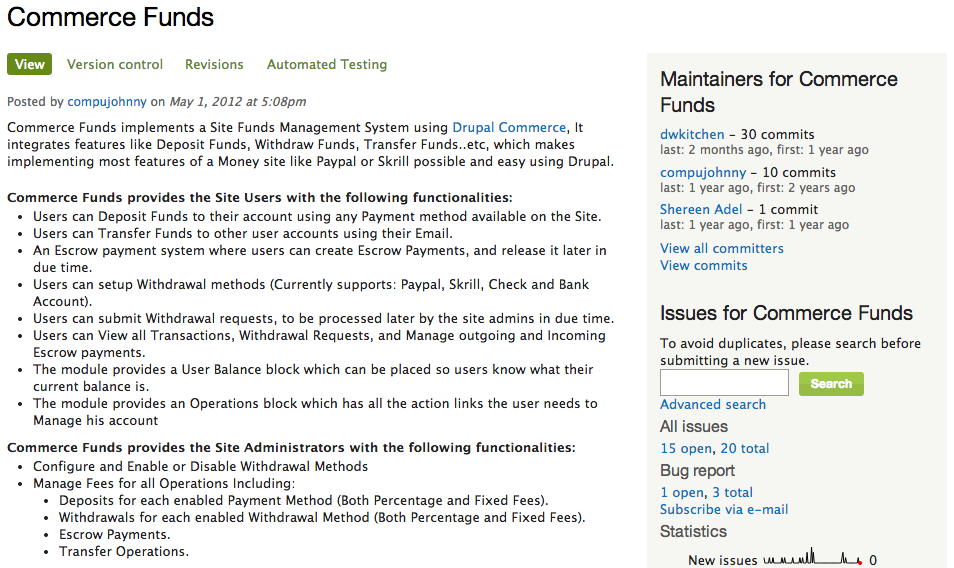 Commerce Funds
View Version control Revisions Automated Testing
Posted by compujohnny on May 1, 2012 at 5:08pm
Commerce Funds implements a Site Funds Management System using Drupal Commerce, It
integrates features like Deposit Funds, Withdraw Funds, Transfer Funds..etc, which makes
implementing most features of a Money site like Paypal or Skrill possible and easy using Drupal.
Commerce Funds provides the Site Users with the following functionalities:
• Users can Deposit Funds to their account using any Payment method available on the Site.
• Users can Transfer Funds to other user accounts using their Email.
• An Escrow payment system where users can create Escrow Payments, and release it later in
due time.
• Users can setup Withdrawal methods (Currently supports: Paypal, Skrill, Check and Bank
Account).
• Users can submit Withdrawal requests, to be processed later by the site admins in due time.
• Users can View all Transactions, Withdrawal Requests, and Manage outgoing and Incoming
Escrow payments.
• The module provides a User Balance block which can be placed so users know what their
current balance is.
• The module provides an Operations block which has all the action links the user needs to
Manage his account
Commerce Funds provides the Site Administrators with the following functionalities:
• Configure and Enable or Disable Withdrawal Methods
• Manage Fees for all Operations Including:
• Deposits for each enabled Payment Method (Both Percentage and Fixed Fees).
• Withdrawals for each enabled Withdrawal Method (Both Percentage and Fixed Fees).
• Escrow Payments.
• Transfer Operations.
Maintainers for Commerce
Funds
dwkitchen – 30 commits
last: 2 months ago, first: 1 year ago
compujohnny – 10 commits
last: 1 year ago, first: 2 years ago
Shereen Adel – 1 commit
last: 1 year ago, first: 1 year ago
View all committers
View commits
Issues for Commerce Funds
To avoid duplicates, please search before
submitting a new issue.
Search
Advanced search
All issues
15 open, 20 total
Bug report
1 open, 3 total
Subscribe via e-mail
Statistics
New issues 0